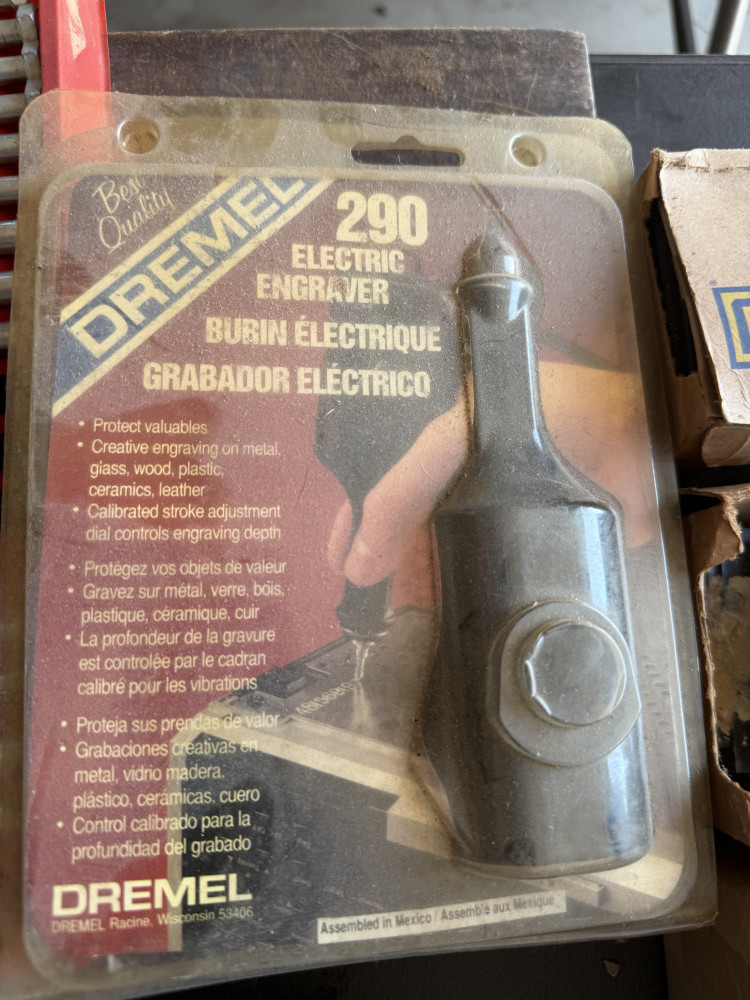 Best
Quality
DREMEL
290
ELECTRIC
ENGRAVER
BURIN ÉLECTRIQUE
GRABADOR ELÉCTRICO
• Protect valuables
• Creative engraving on metal,
glass, wood, plastic,
ceramics, leather
• Calibrated stroke adjustment
dial controls engraving depth
• Protégez vos objets de valeur
• Gravez sur métal, verre, bois,
plastique, céramique, cuir
• La profondeur de la gravure
est controlée par le cadran
calibré pour les vibrations
• Proteja sus prendas de valor
• Grabaciones creativas en
metal, vidrio madera,
plástico, cerámicas, cuero
• Control calibrado para la
profundidad del grabado
DREMEL
DREMEL Racine, Wisconsin 53406
Assembled in Mexico / Assemblé aux Mexique